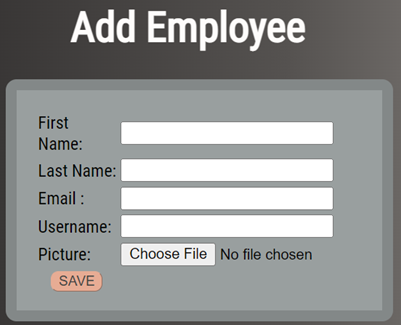 Add Employee
First
Name:
Last Name:
Email :
Username:
Picture: Choose File No file chosen
SAVE